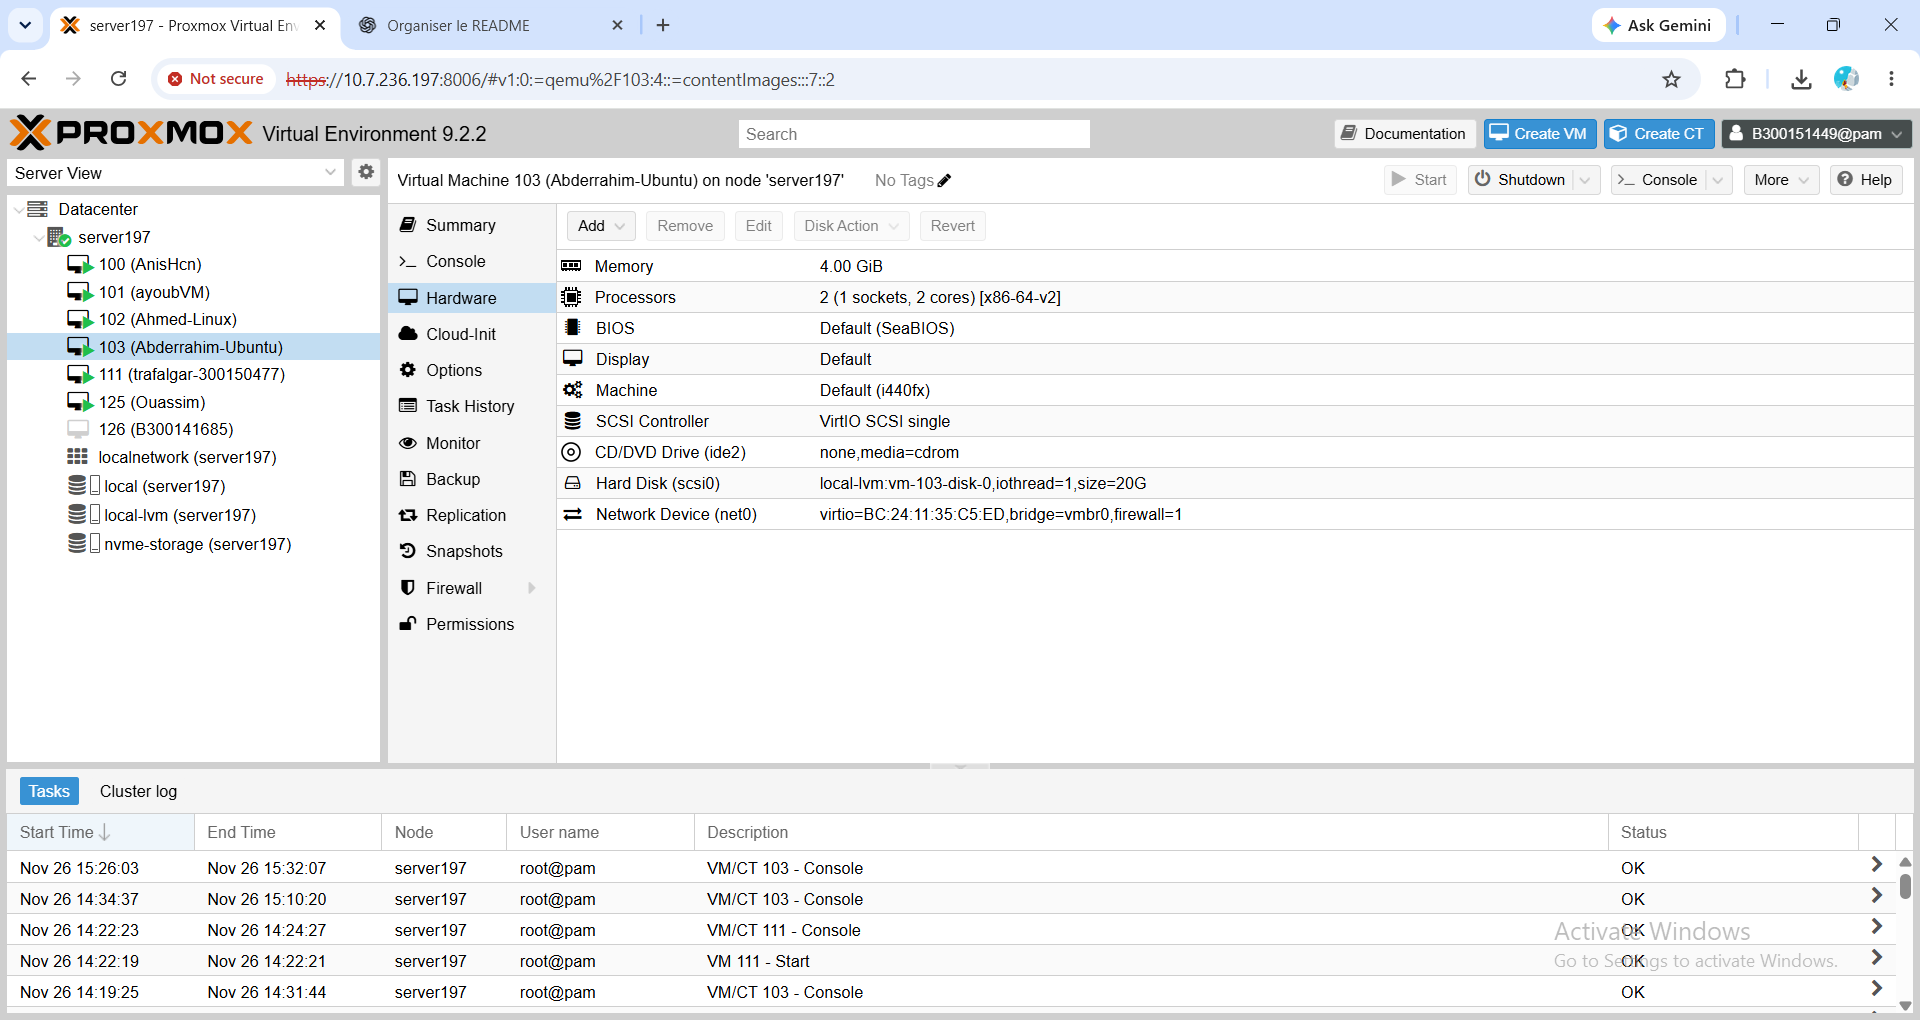 server197 - Proxmox Virtual En
Organiser le README
Ask Gemini
Not secure
https://10.7.236.197:8006/#v1:0:=qemu%2F103:4::=contentImages:::7::2
PROXMOX Virtual Environment 9.2.2
Search
Documentation
Create VM
Create CT
B300151449@pam
Server View
Virtual Machine 103 (Abderrahim-Ubuntu) on node 'server197'
No Tags
Start
Shutdown
Console
More
Help
Datacenter
server197
100 (AnisHcn)
101 (ayoubVM)
102 (Ahmed-Linux)
103 (Abderrahim-Ubuntu)
111 (trafalgar-300150477)
125 (Ouassim)
126 (B300141685)
localnetwork (server197)
local (server197)
local-lvm (server197)
nvme-storage (server197)
Summary
Console
Hardware
Cloud-Init
Options
Task History
Monitor
Backup
Replication
Snapshots
Firewall
Permissions
Add
Remove
Edit
Disk Action
Revert
Memory 4.00 GiB
Processors 2 (1 sockets, 2 cores) [x86-64-v2]
BIOS Default (SeaBIOS)
Display Default
Machine Default (i440fx)
SCSI Controller VirtIO SCSI single
CD/DVD Drive (ide2) none,media=cdrom
Hard Disk (scsi0) local-lvm:vm-103-disk-0,iothread=1,size=20G
Network Device (net0) virtio=BC:24:11:35:C5:ED,bridge=vmbr0,firewall=1
Tasks
Cluster log
Start Time End Time Node User name Description Status
Nov 26 15:26:03 Nov 26 15:32:07 server197 root@pam VM/CT 103 - Console OK
Nov 26 14:34:37 Nov 26 15:10:20 server197 root@pam VM/CT 103 - Console OK
Nov 26 14:22:23 Nov 26 14:24:27 server197 root@pam VM/CT 111 - Console OK
Nov 26 14:22:19 Nov 26 14:22:21 server197 root@pam VM 111 - Start OK
Nov 26 14:19:25 Nov 26 14:31:44 server197 root@pam VM/CT 103 - Console OK
Activate Windows
Go to Settings to activate Windows.